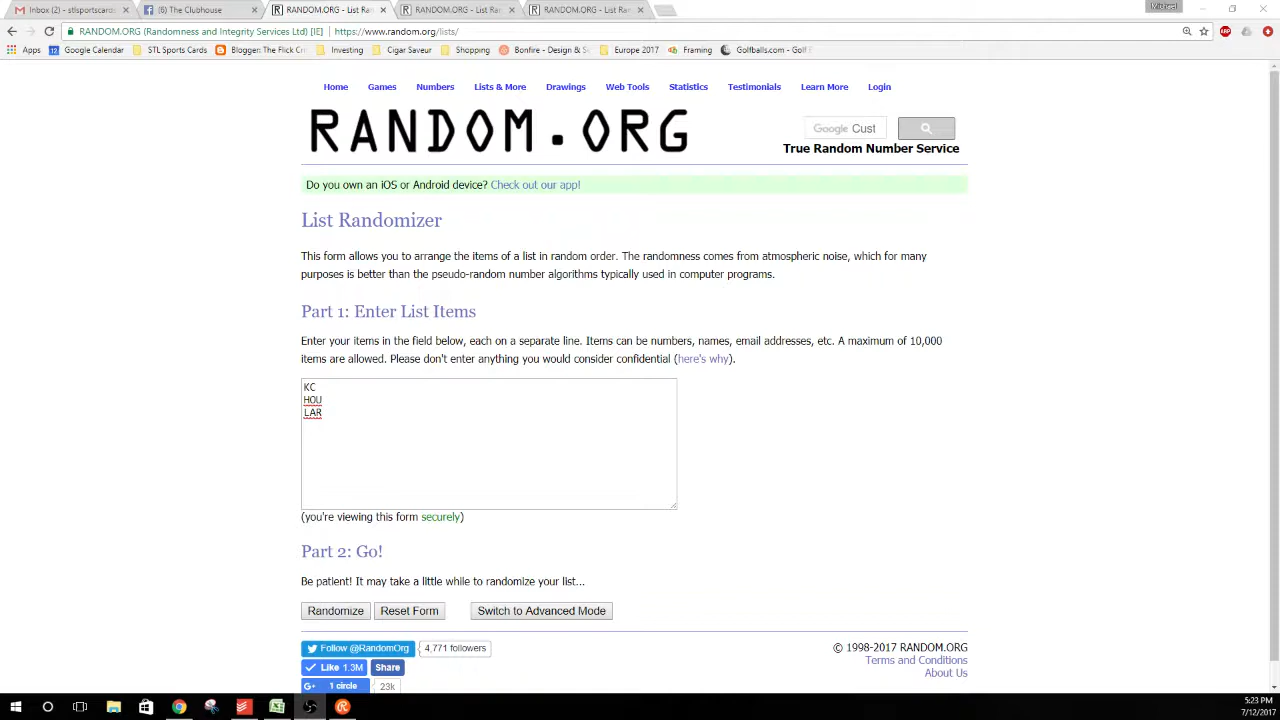 Michael
Inbox (2) - stlsportscards
(6) The Clubhouse
RANDOM.ORG - List Ran
RANDOM.ORG - List Ran
RANDOM.ORG - List Ran
RANDOM.ORG (Randomness and Integrity Services Ltd) [IE]
https://www.random.org/lists/
Apps
12 Google Calendar
STL Sports Cards
Blogger: The Flick C
Investing
Cigar Saveur
Shopping
Bonfire - Design & S
Europe 2017
Framing
Golfballs.com - Golf E
Home Games Numbers Lists & More Drawings Web Tools Statistics Testimonials Learn More Login
RANDOM.ORG
Google Cust
True Random Number Service
Do you own an iOS or Android device? Check out our app!
List Randomizer
This form allows you to arrange the items of a list in random order. The randomness comes from atmospheric noise, which for many
purposes is better than the pseudo-random number algorithms typically used in computer programs.
Part 1: Enter List Items
Enter your items in the field below, each on a separate line. Items can be numbers, names, email addresses, etc. A maximum of 10,000
items are allowed. Please don't enter anything you would consider confidential (here's why).
KC
HOU
LAR
(you're viewing this form securely)
Part 2: Go!
Be patient! It may take a little while to randomize your list...
Randomize Reset Form Switch to Advanced Mode
Follow @RandomOrg 4,771 followers
© 1998-2017 RANDOM.ORG
Like 1.3M Share
Terms and Conditions
About Us
G+ 1 circle 23k
5:23 PM
7/12/2017